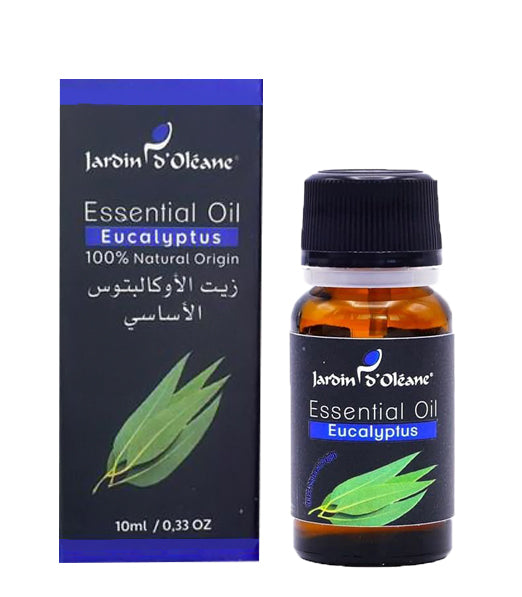 Jardin d'Oléane®
Essential Oil
Eucalyptus
100% Natural Origin
زيت الأوكالبتوس
الأساسي
10ml / 0,33 OZ
Jardin d'Oléane®
Essential Oil
Eucalyptus